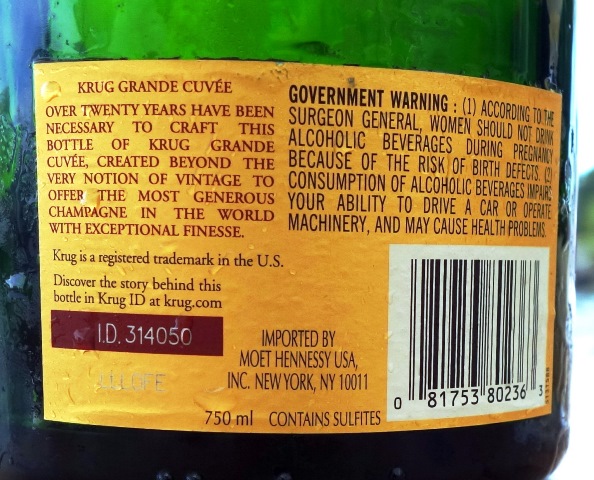 KRUG GRANDE CUVÉE
OVER TWENTY YEARS HAVE BEEN
NECESSARY TO CRAFT THIS
BOTTLE OF KRUG GRANDE
CUVÉE, CREATED BEYOND THE
VERY NOTION OF VINTAGE TO
OFFER THE MOST GENEROUS
CHAMPAGNE IN THE WORLD
WITH EXCEPTIONAL FINESSE.
Krug is a registered trademark in the U.S.
Discover the story behind this
bottle in Krug ID at krug.com
I.D. 314050
GOVERNMENT WARNING : (1) ACCORDING TO THE
SURGEON GENERAL, WOMEN SHOULD NOT DRINK
ALCOHOLIC BEVERAGES DURING PREGNANCY
BECAUSE OF THE RISK OF BIRTH DEFECTS. (2)
CONSUMPTION OF ALCOHOLIC BEVERAGES IMPAIRS
YOUR ABILITY TO DRIVE A CAR OR OPERATE
MACHINERY, AND MAY CAUSE HEALTH PROBLEMS.
IMPORTED BY
MOET HENNESSY USA,
INC. NEW YORK, NY 10011
750 ml CONTAINS SULFITES
0 81753 80236 3